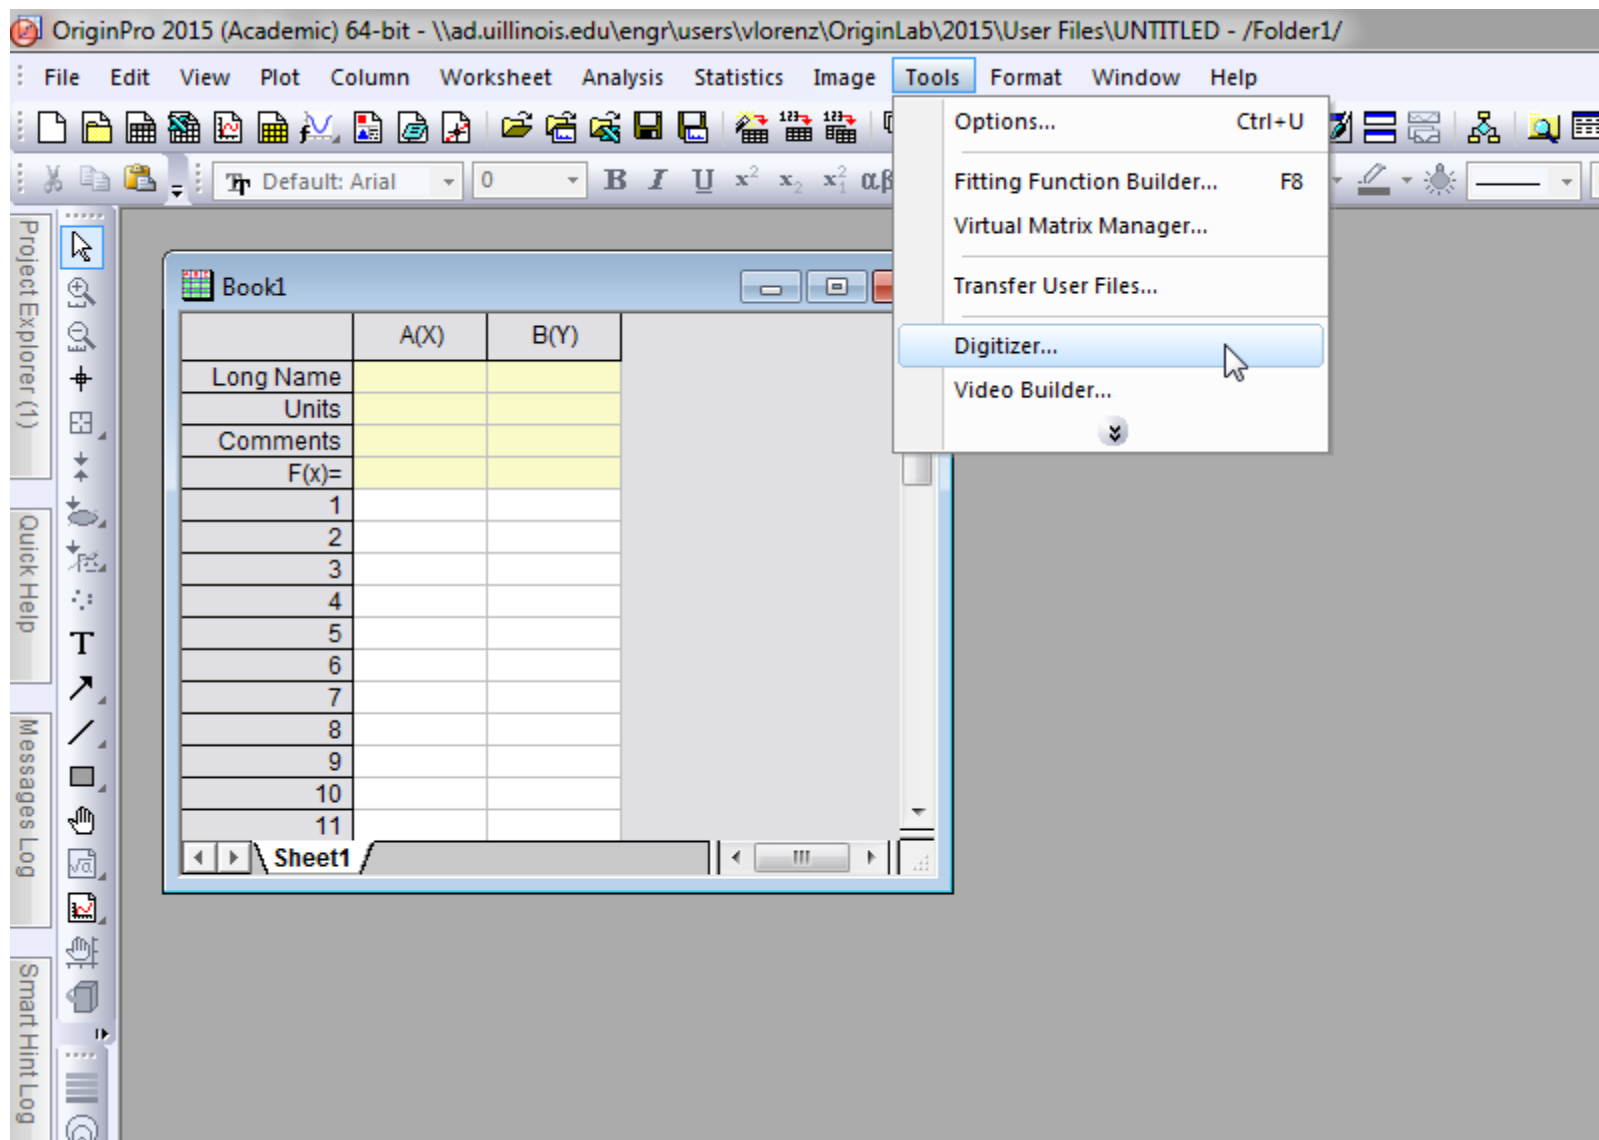 OriginPro 2015 (Academic) 64-bit - \\ad.uillinois.edu\engr\users\vlorenz\OriginLab\2015\User Files\UNTITLED - /Folder1/
File Edit View Plot Column Worksheet Analysis Statistics Image Tools Format Window Help
Options... Ctrl+U
Default: Arial 0 B I U x² x₂ αβ
Fitting Function Builder... F8
Virtual Matrix Manager...
Transfer User Files...
Digitizer...
Video Builder...
Project Explorer (1)
Quick Help
Messages Log
Smart Hint Log
T
Book1
A(X) B(Y)
Long Name
Units
Comments
F(x)=
1
2
3
4
5
6
7
8
9
10
11
Sheet1